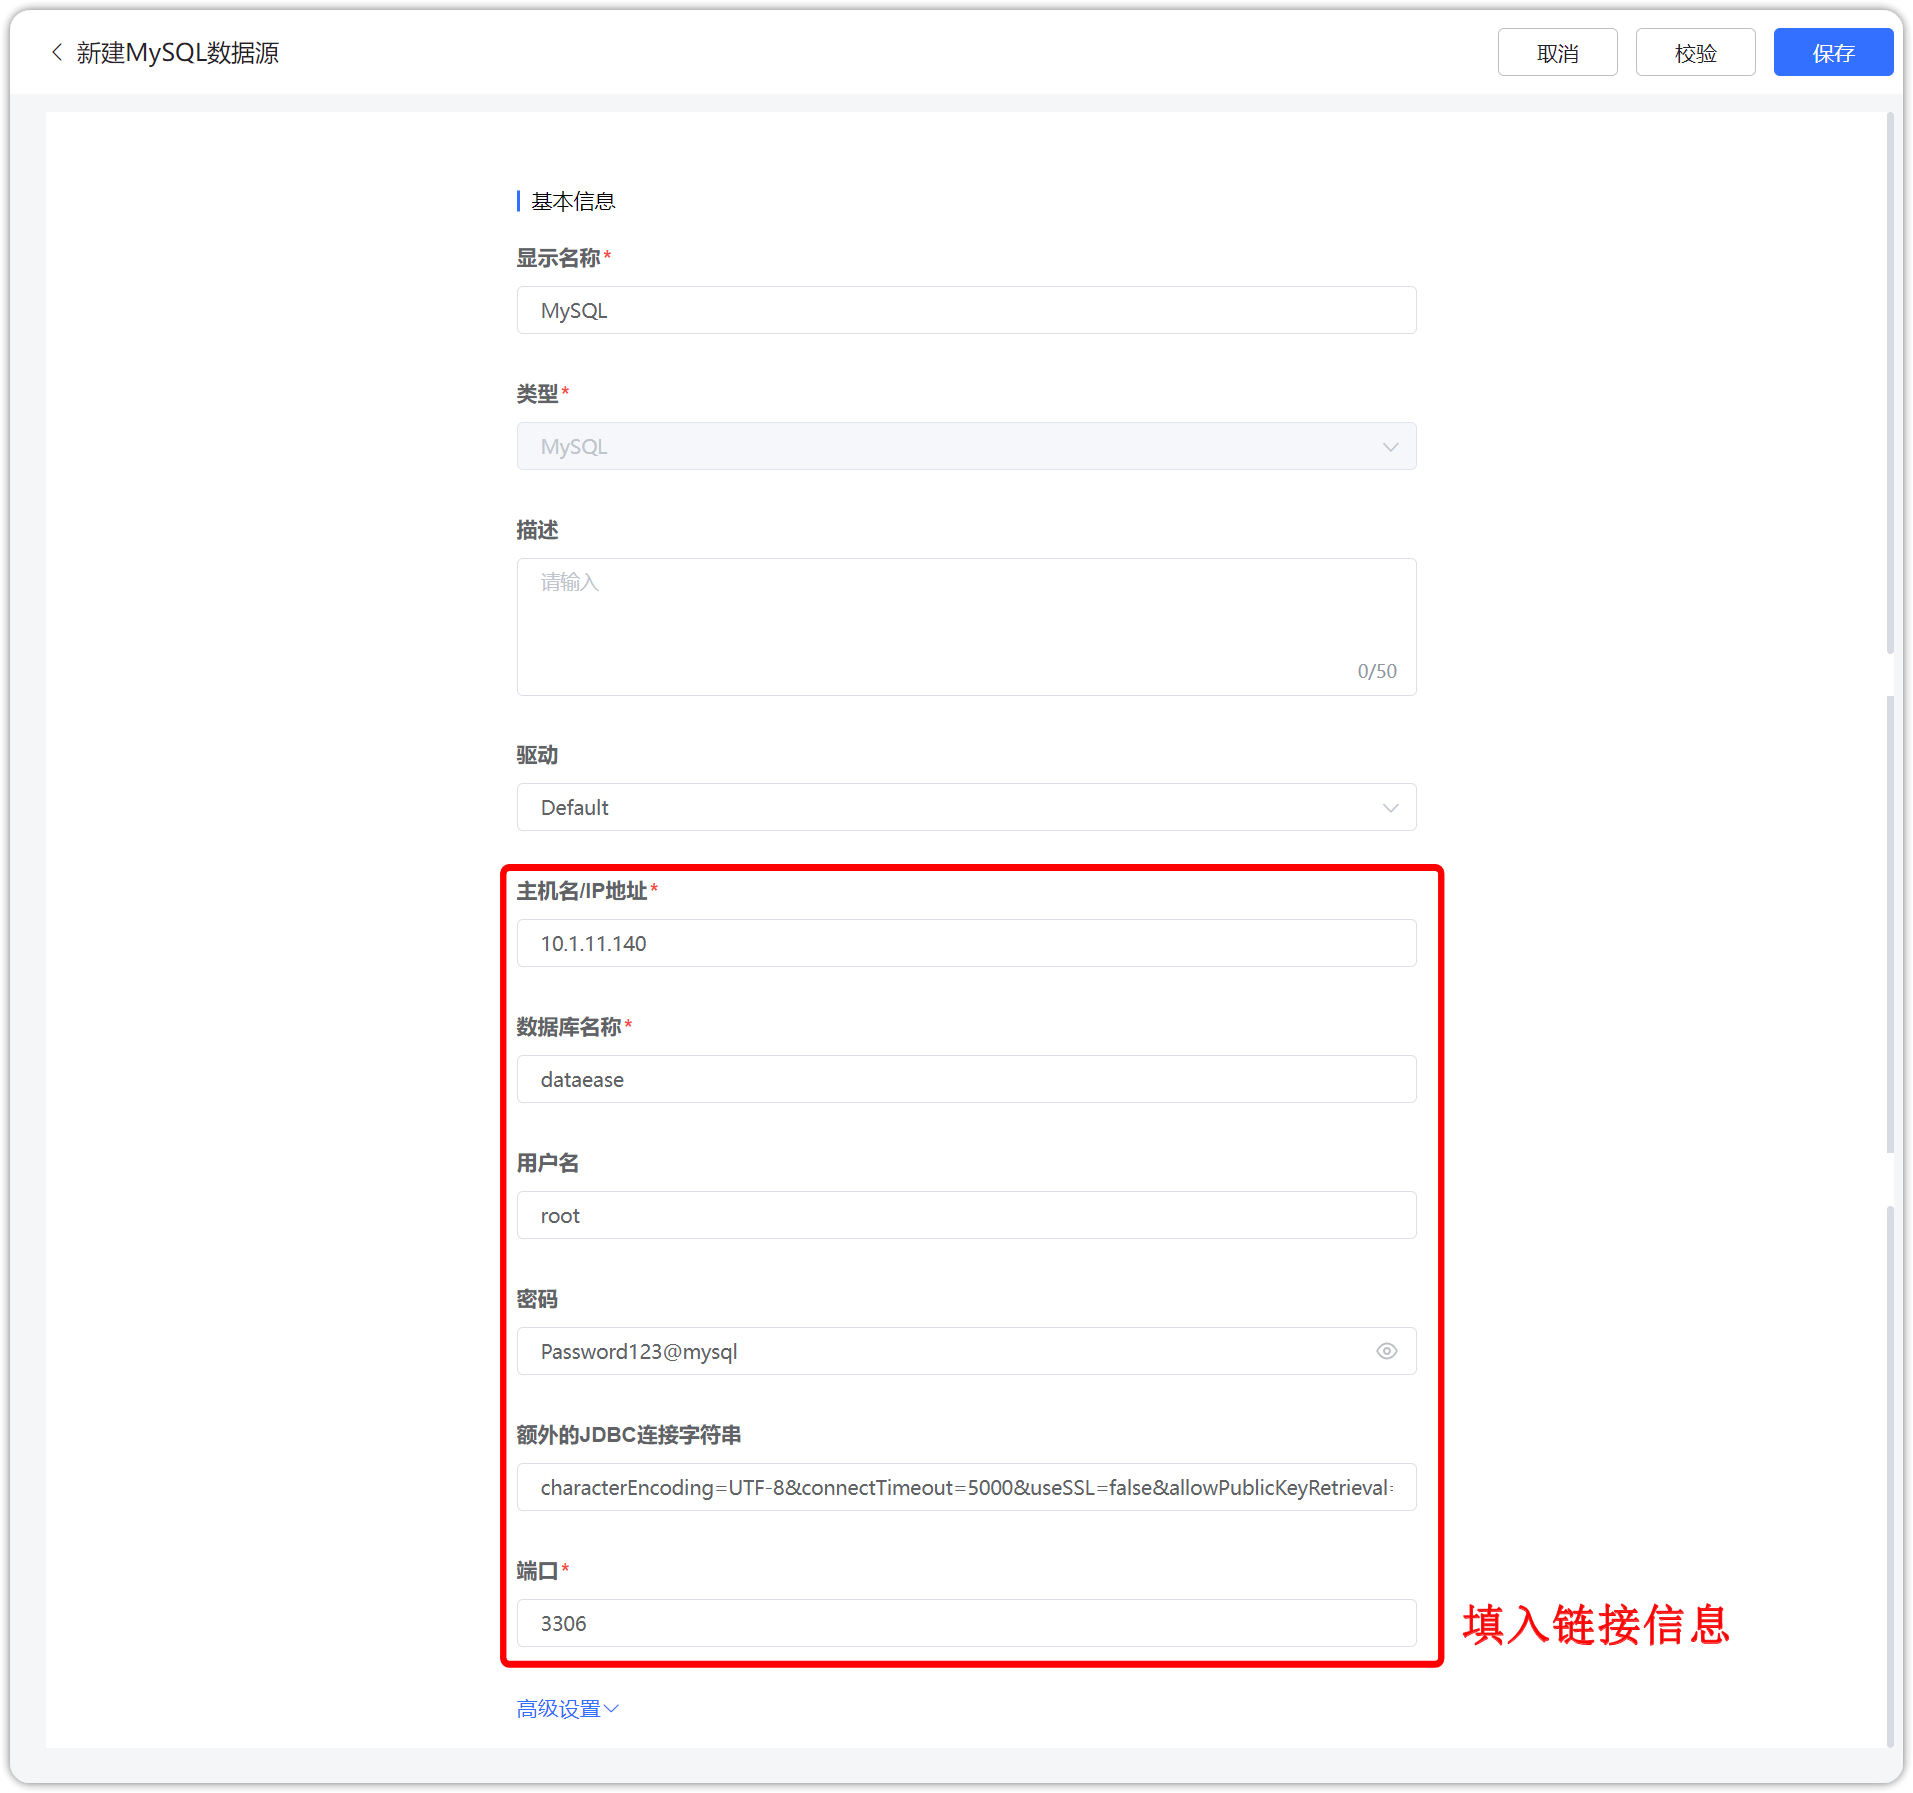 新建MySQL数据源
取消
校验
保存
基本信息
显示名称*
MySQL
类型*
MySQL
描述
请输入
0/50
驱动
Default
主机名/IP地址*
10.1.11.140
数据库名称*
dataease
用户名
root
密码
Password123@mysql
额外的JDBC连接字符串
characterEncoding=UTF-8&connectTimeout=5000&useSSL=false&allowPublicKeyRetrieval=
端口*
3306
填入链接信息
高级设置